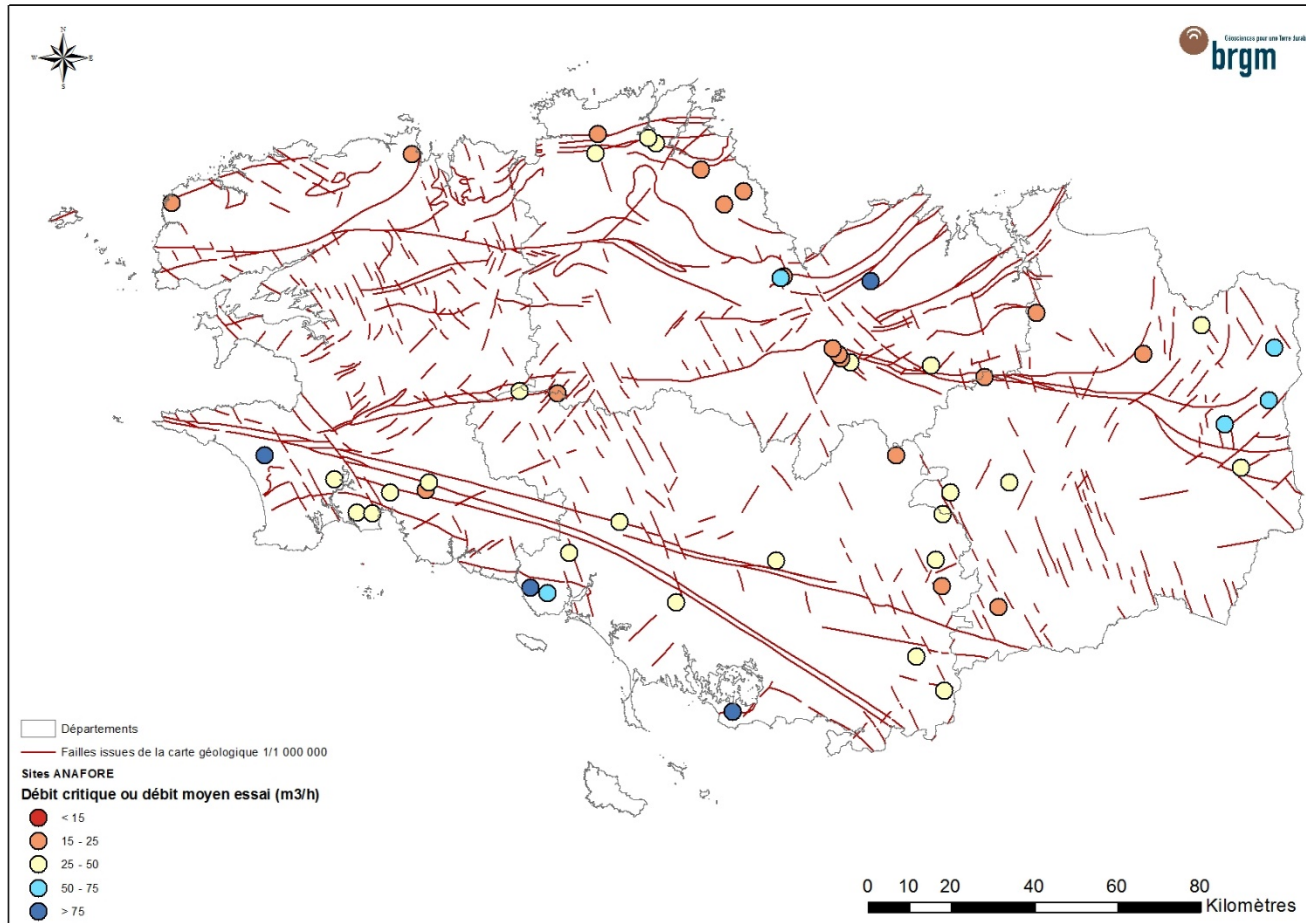 N
W E
S
Géosciences pour une Terre durable
brgm
Départements
Failles issues de la carte géologique 1/1 000 000
Sites ANAFORE
Débit critique ou débit moyen essai (m3/h)
< 15
15 - 25
25 - 50
50 - 75
> 75
0 10 20 40 60 80
Kilomètres